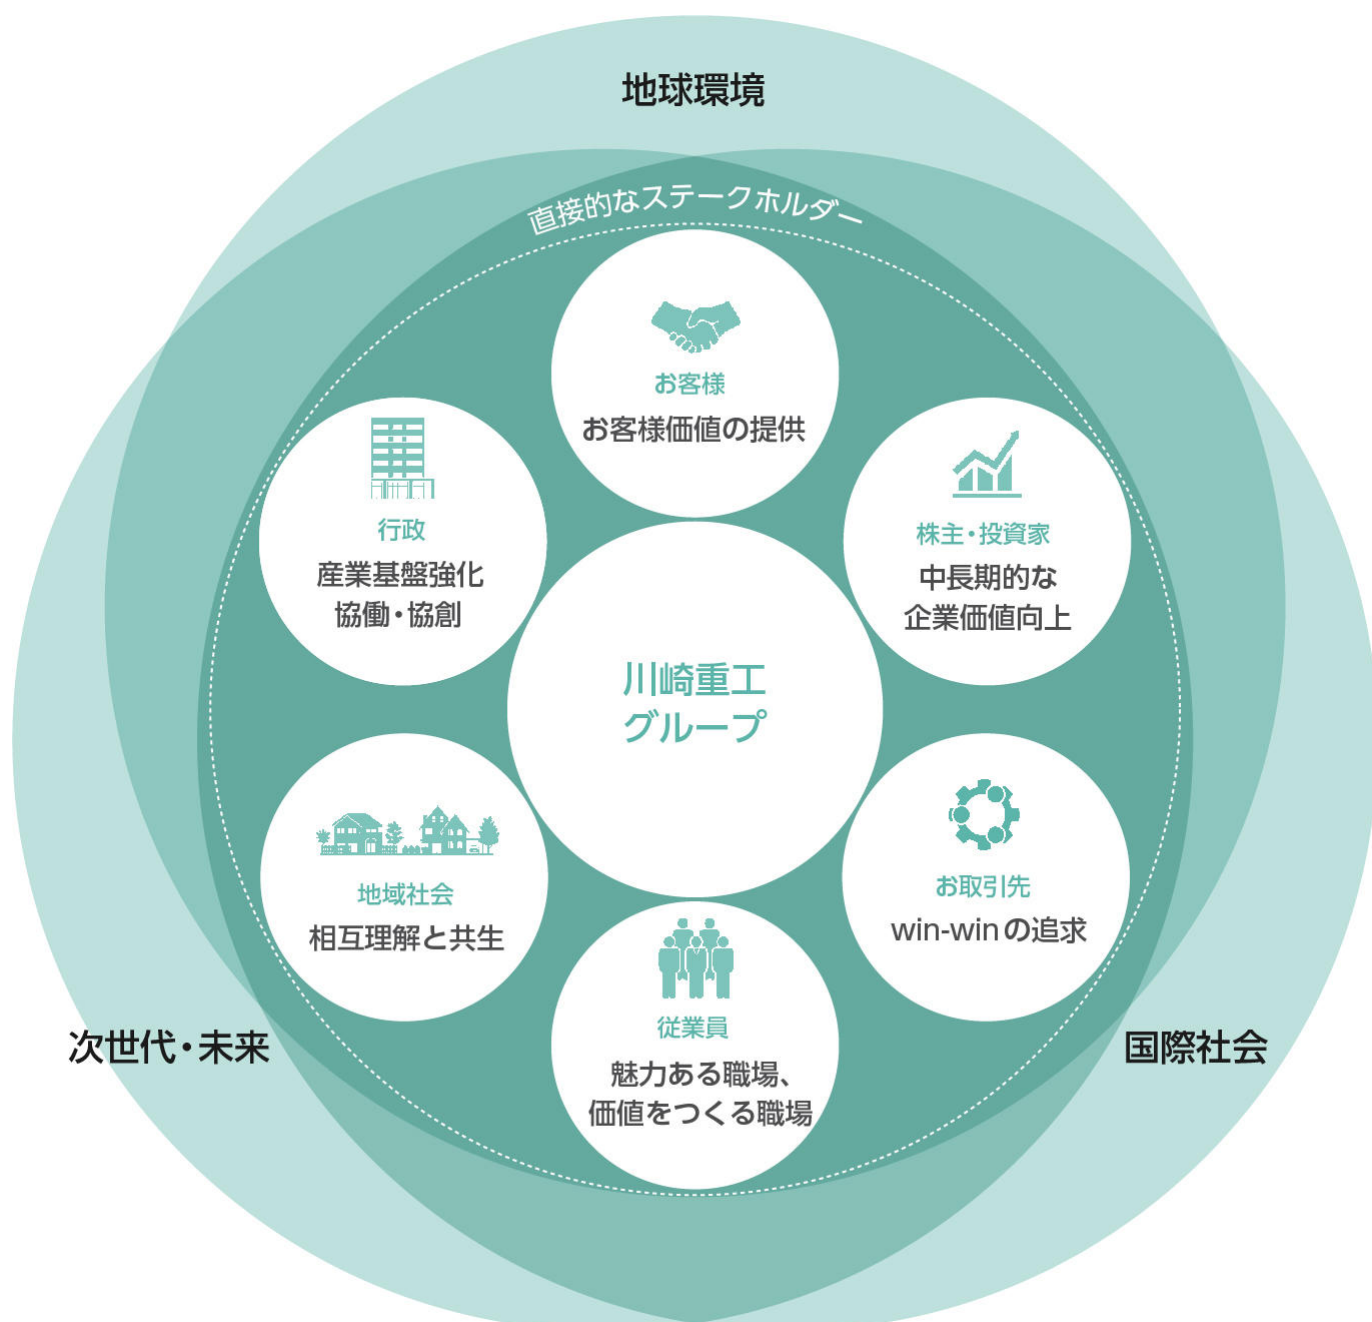 地球環境
直接的なステークホルダー
お客様
お客様価値の提供
行政
産業基盤強化
協働・協創
株主・投資家
中長期的な
企業価値向上
川崎重工
グループ
地域社会
相互理解と共生
お取引先
win-winの追求
従業員
魅力ある職場、
価値をつくる職場
次世代・未来
国際社会